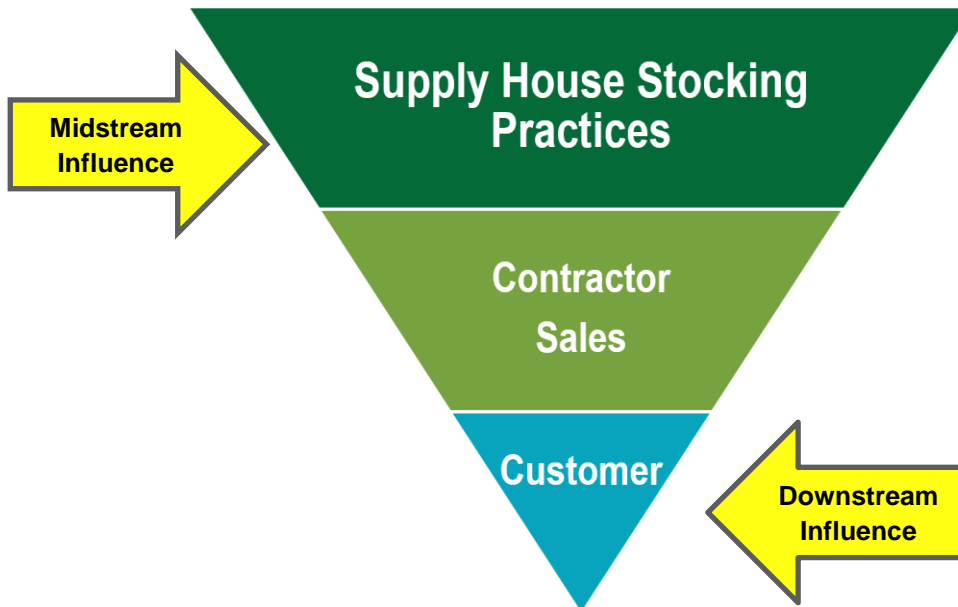 Supply House Stocking
Practices
Midstream
Influence
Contractor
Sales
Customer
Downstream
Influence